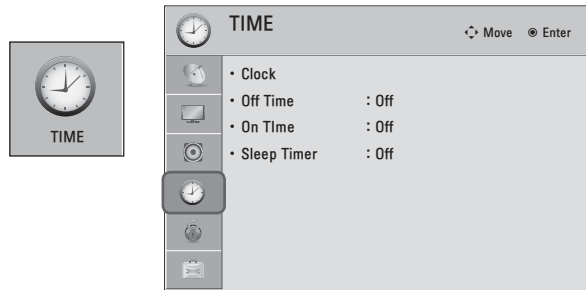 TIME
TIME
Move Enter
• Clock
• Off Time : Off
• On TIme : Off
• Sleep Timer : Off